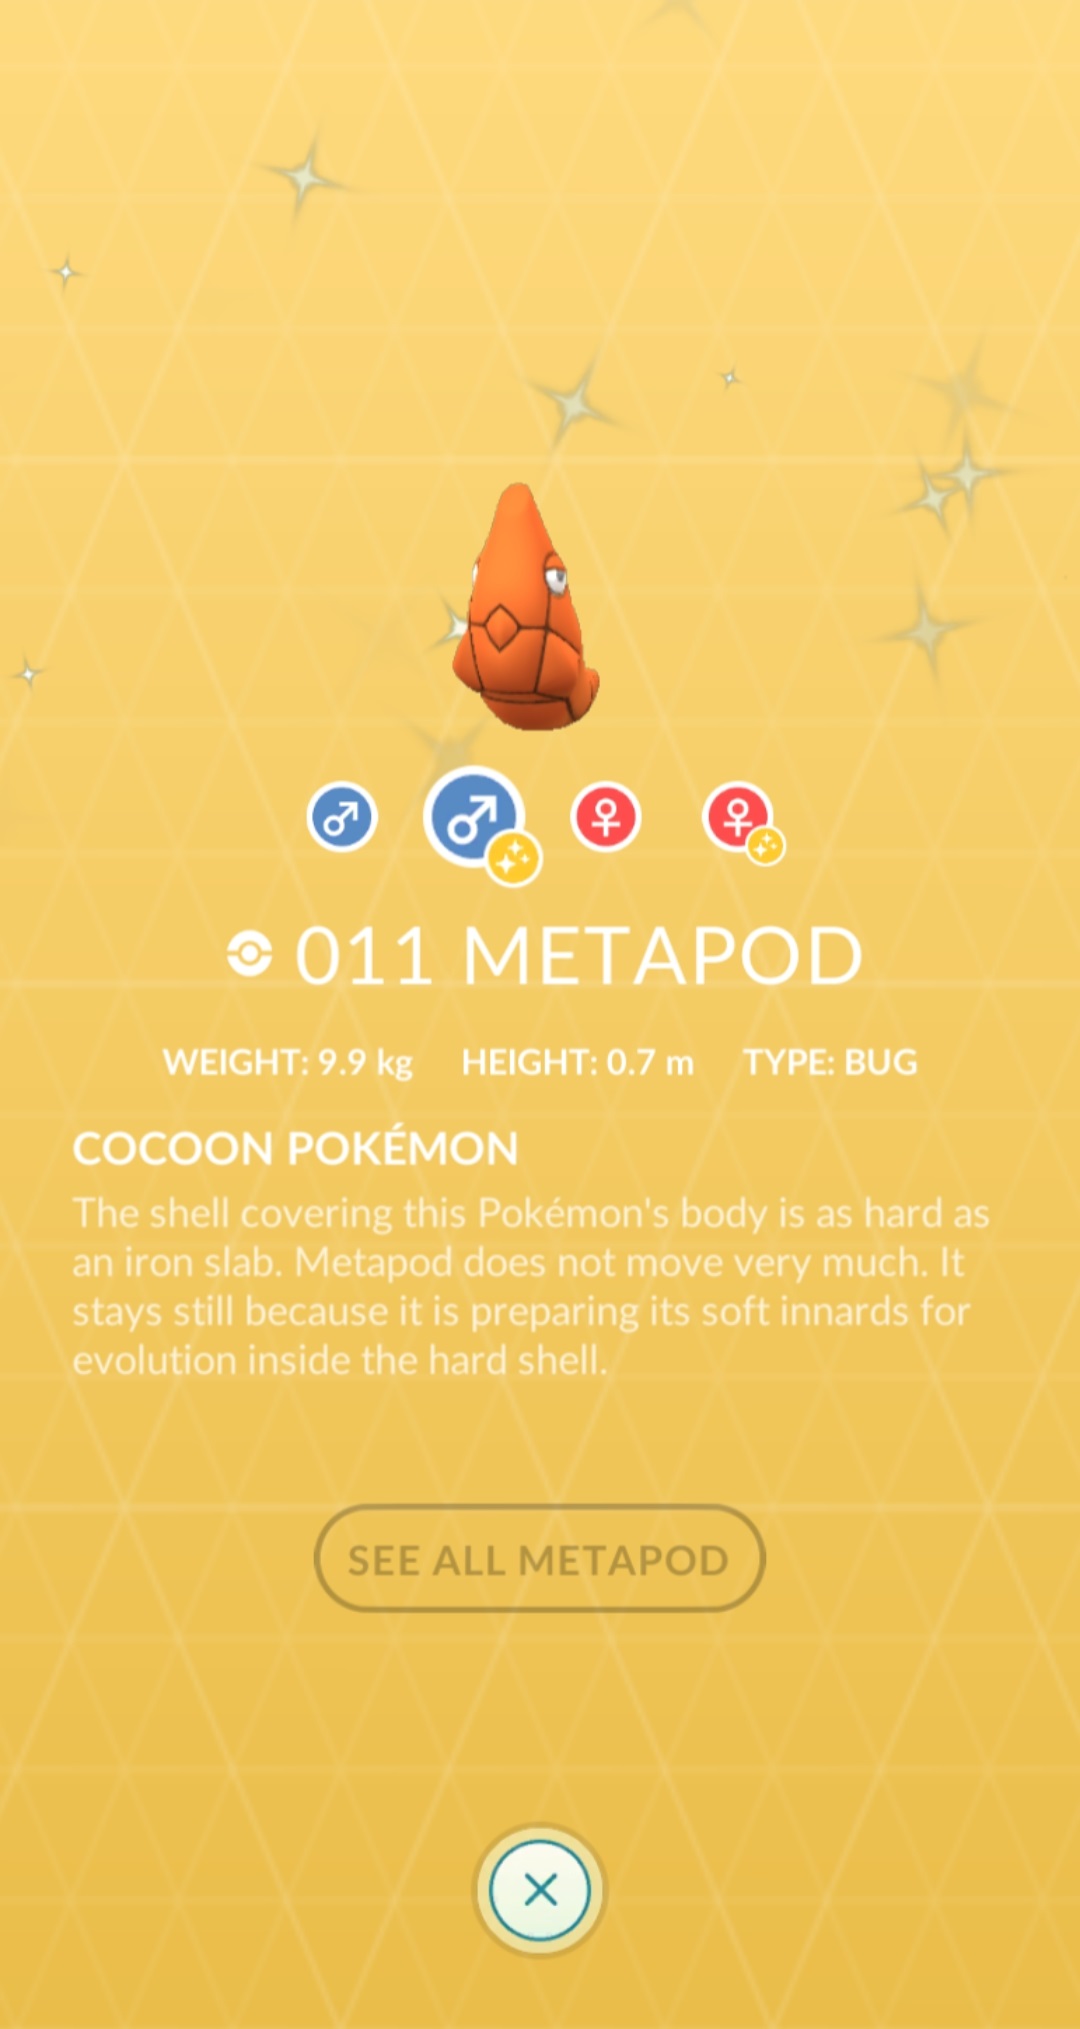 011 METAPOD
WEIGHT: 9.9 kg HEIGHT: 0.7 m TYPE: BUG
COCOON POKÉMON
The shell covering this Pokémon's body is as hard as
an iron slab. Metapod does not move very much. It
stays still because it is preparing its soft innards for
evolution inside the hard shell.
SEE ALL METAPOD